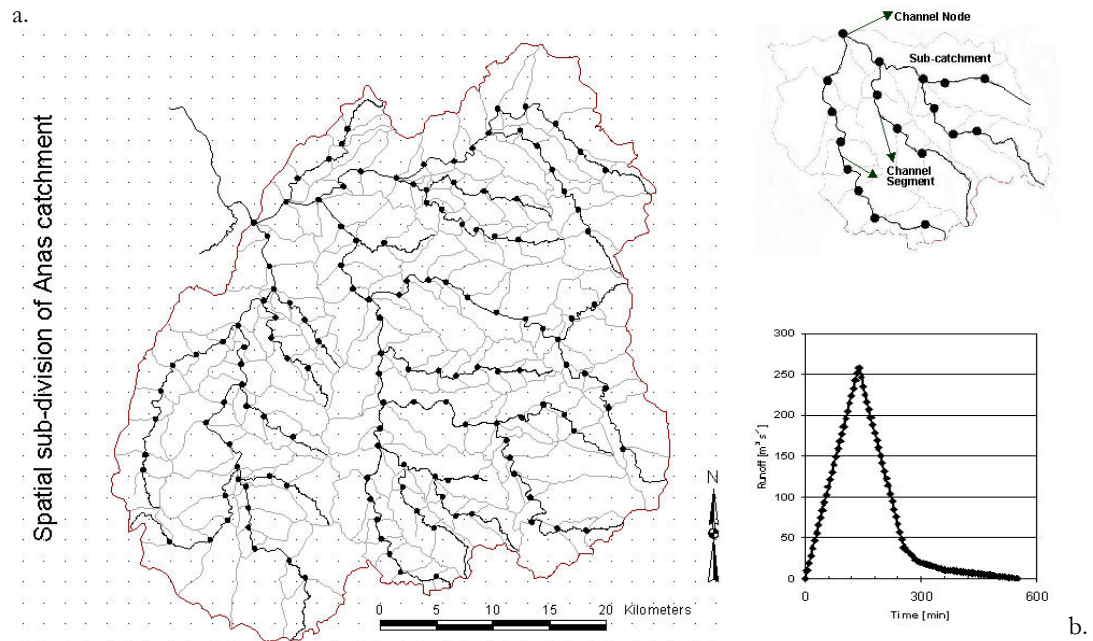 a.
Spatial sub-division of Anas catchment
Channel Node
Sub-catchment
Channel
Segment
N
0 5 10 15 20 Kilometers
300
250
200
150
100
50
0
Runoff [m³ s⁻¹]
0 300 600
Time [min]
b.